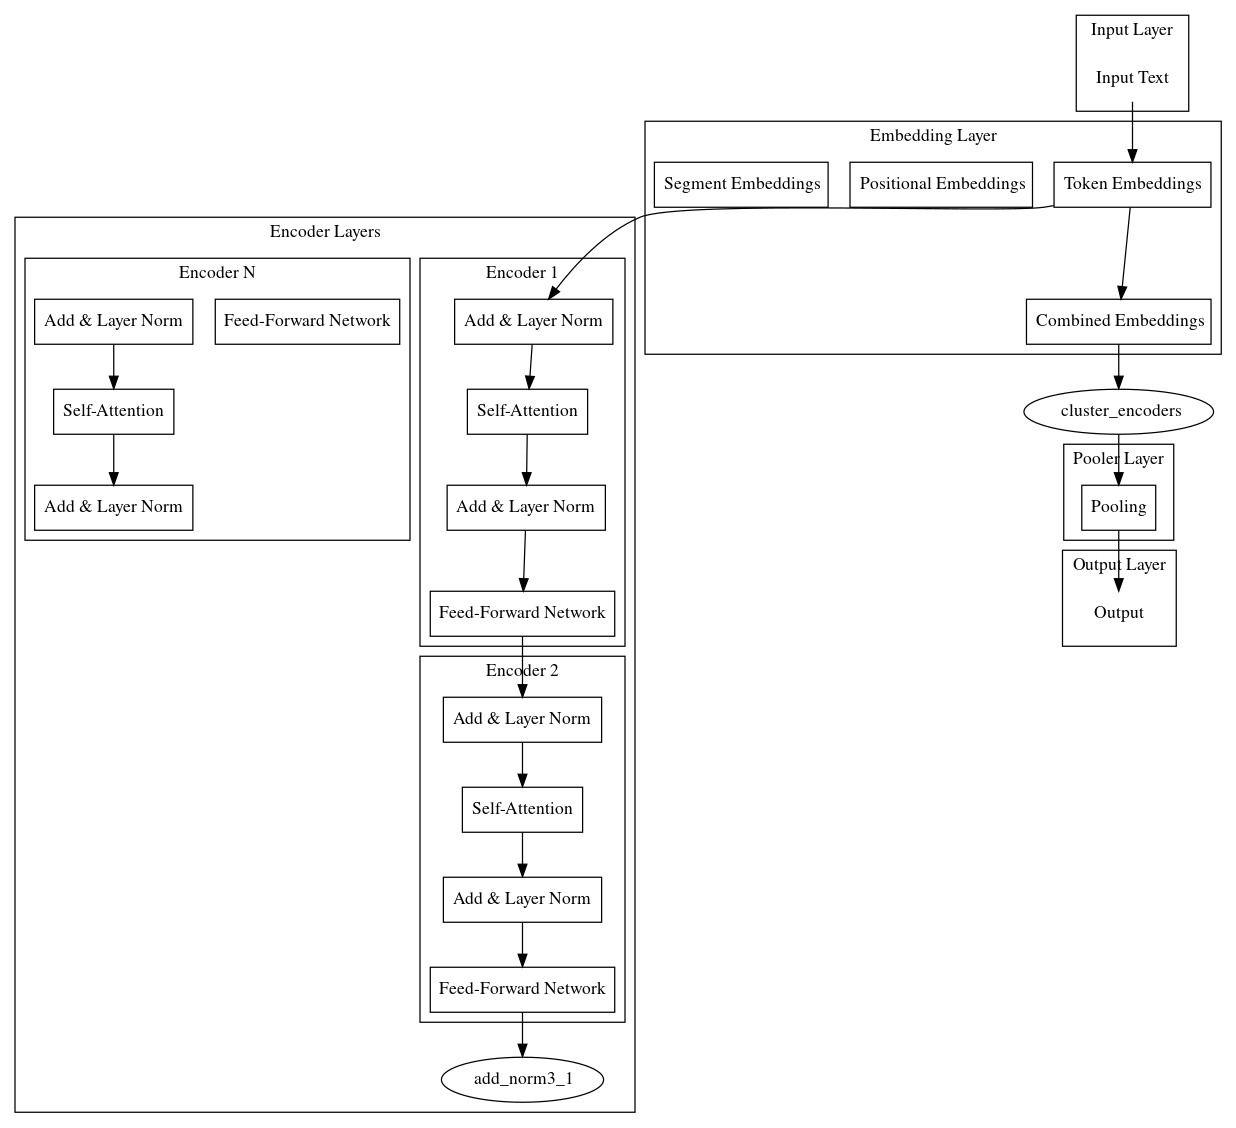 Input Layer
Input Text
Embedding Layer
Segment Embeddings
Positional Embeddings
Token Embeddings
Combined Embeddings
Encoder Layers
Encoder N
Add & Layer Norm
Feed-Forward Network
Self-Attention
Add & Layer Norm
Encoder 1
Add & Layer Norm
Self-Attention
Add & Layer Norm
Feed-Forward Network
Encoder 2
Add & Layer Norm
Self-Attention
Add & Layer Norm
Feed-Forward Network
add_norm3_1
cluster_encoders
Pooler Layer
Pooling
Output Layer
Output